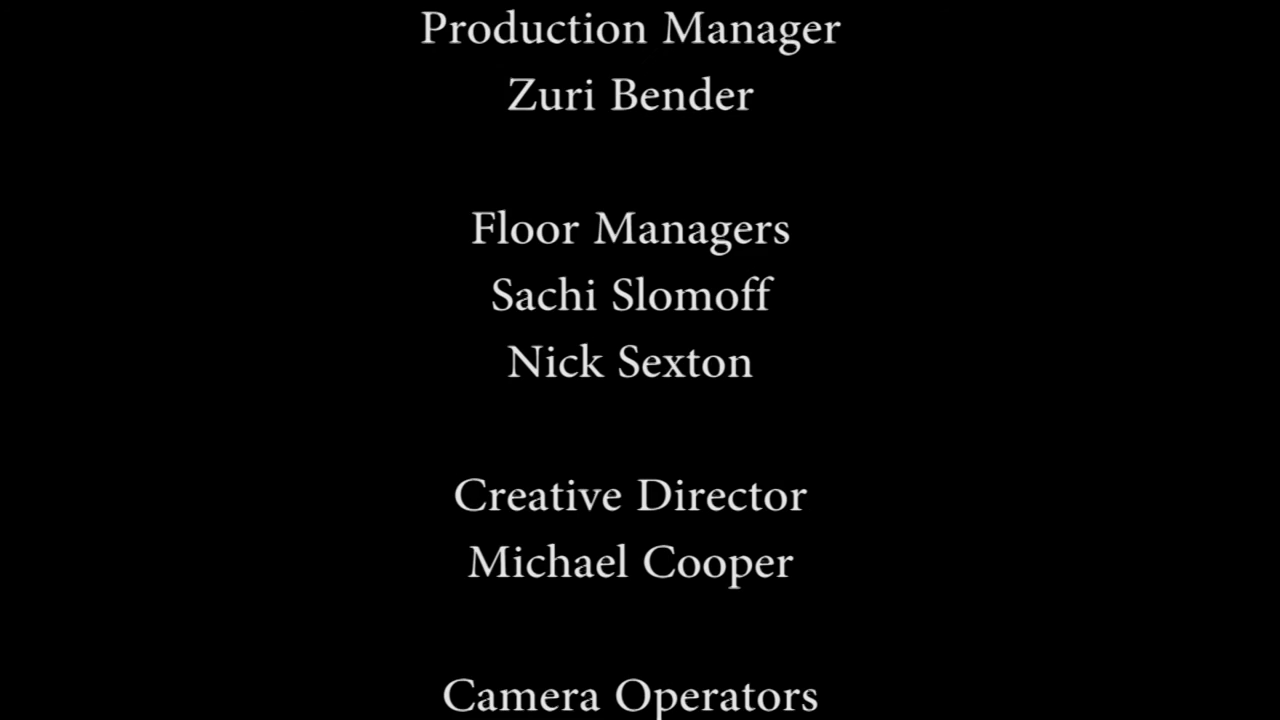 Production Manager
Zuri Bender
Floor Managers
Sachi Slomoff
Nick Sexton
Creative Director
Michael Cooper
Camera Operators